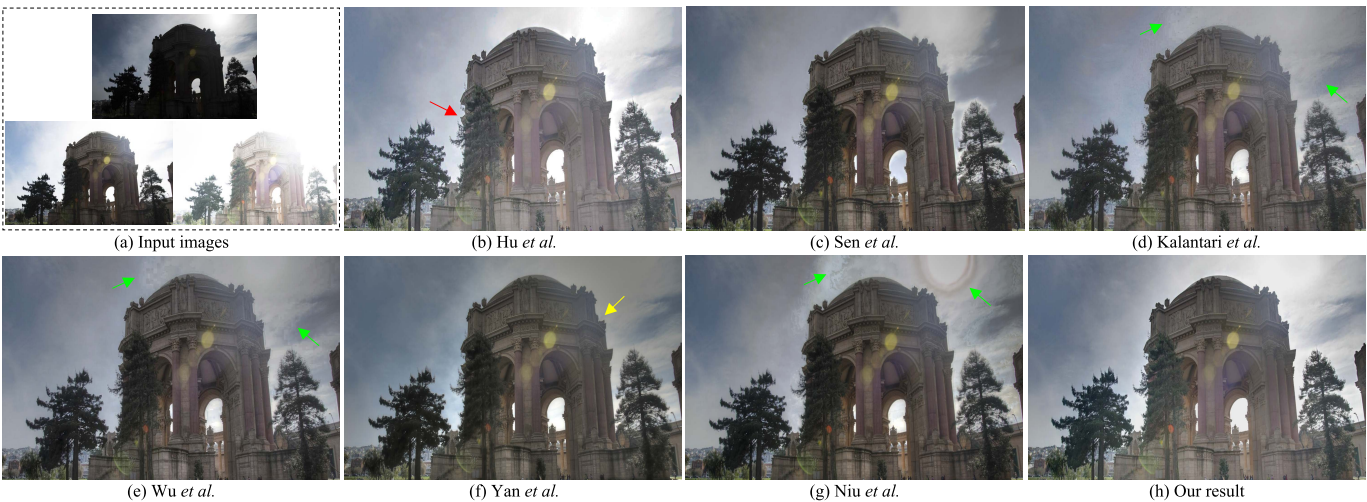 (a) Input images
(b) Hu et al.
(c) Sen et al.
(d) Kalantari et al.
(e) Wu et al.
(f) Yan et al.
(g) Niu et al.
(h) Our result